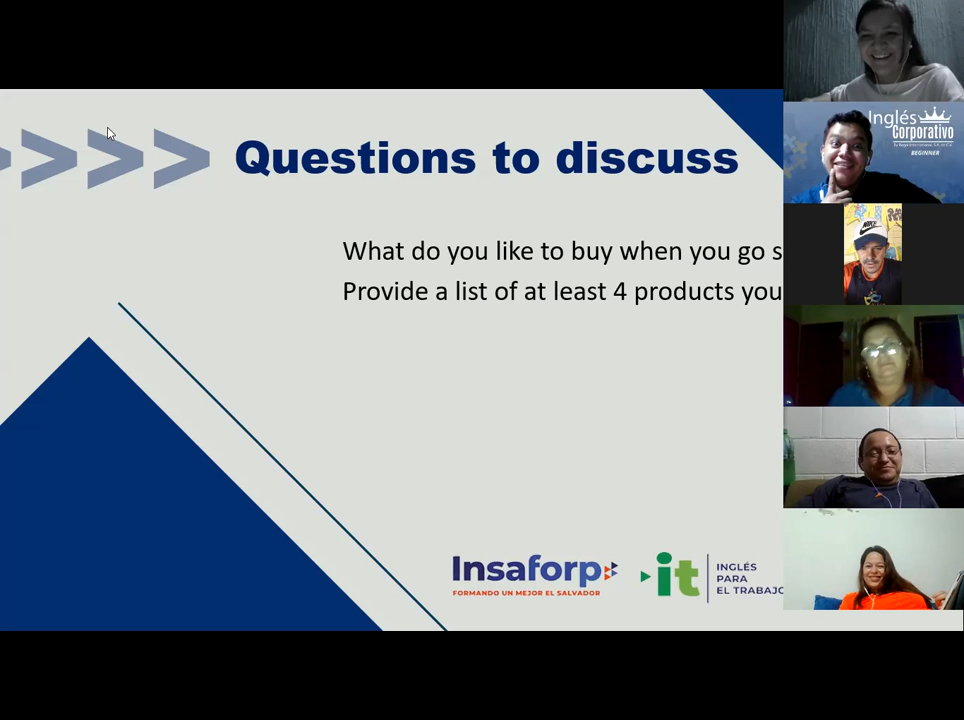 Questions to discuss
What do you like to buy when you go s
Provide a list of at least 4 products you
Insaforp
FORMANDO UN MEJOR EL SALVADOR
it
INGLÉS
PARA
EL TRABAJO
Inglés
Corporativo
BEGINNER
NIKE